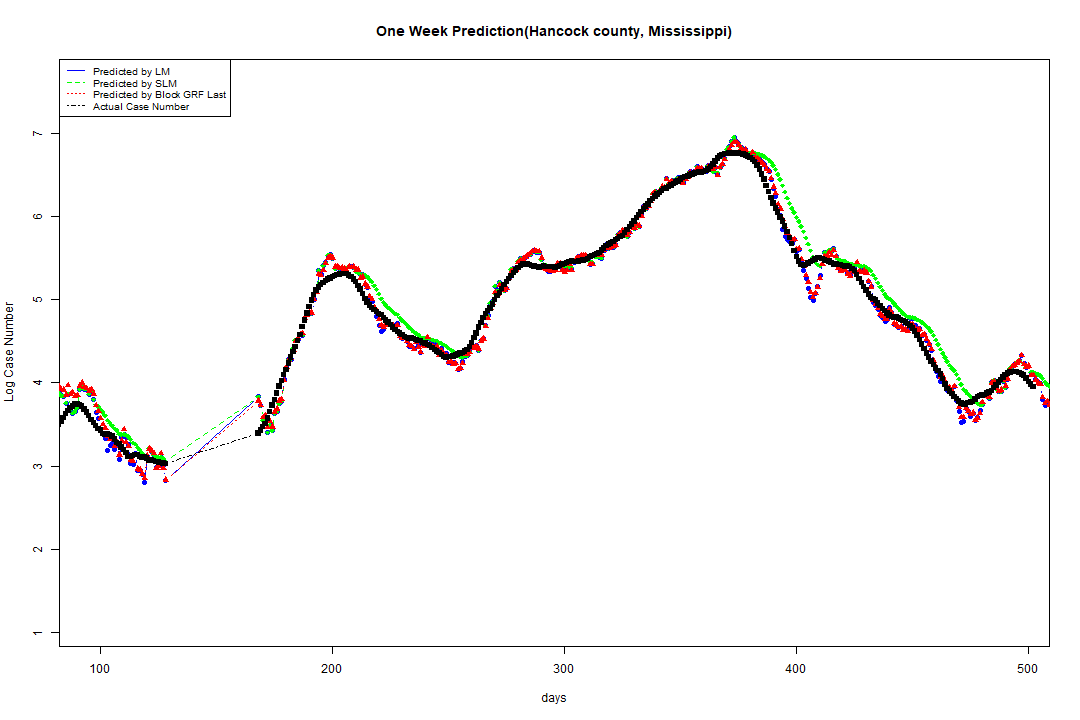 One Week Prediction(Hancock county, Mississippi)
Predicted by LM
Predicted by SLM
Predicted by Block GRF Last
Actual Case Number
Log Case Number
7
6
5
4
3
2
1
100 200 300 400 500
days